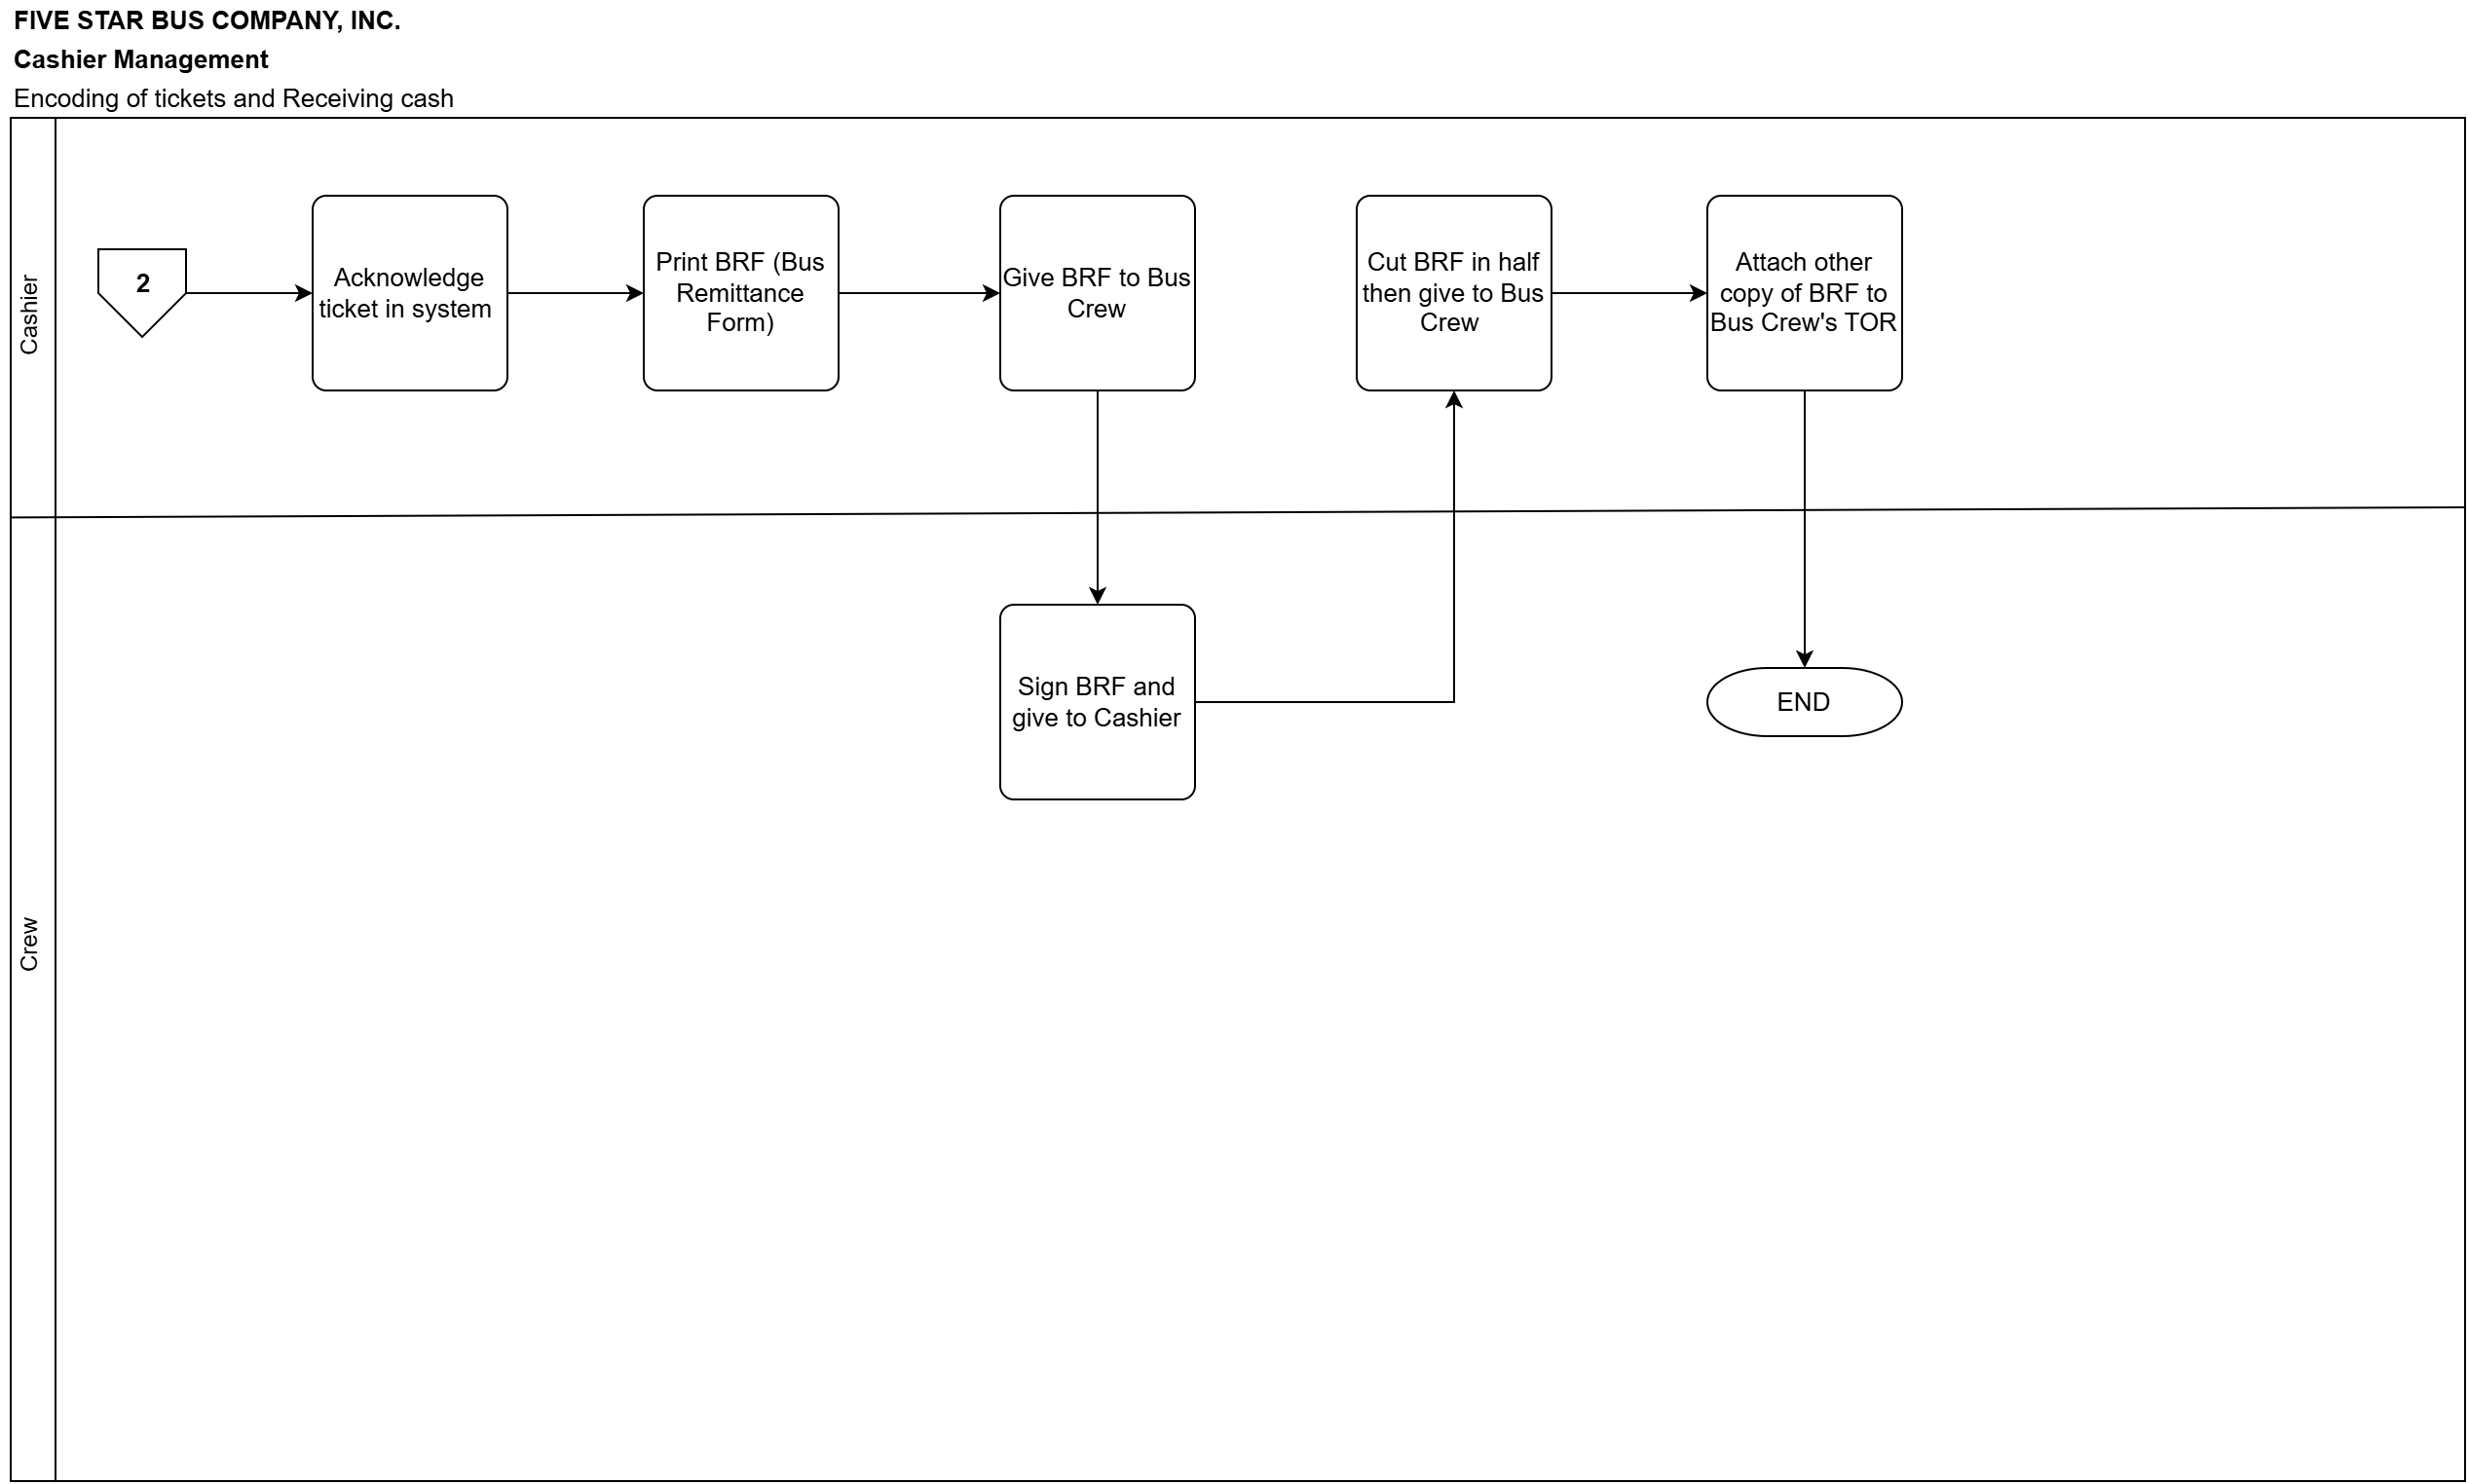 FIVE STAR BUS COMPANY, INC.
Cashier Management
Encoding of tickets and Receiving cash
Cashier
2
Acknowledge
ticket in system
Print BRF (Bus
Remittance
Form)
Give BRF to Bus
Crew
Cut BRF in half
then give to Bus
Crew
Attach other
copy of BRF to
Bus Crew's TOR
Crew
Sign BRF and
give to Cashier
END